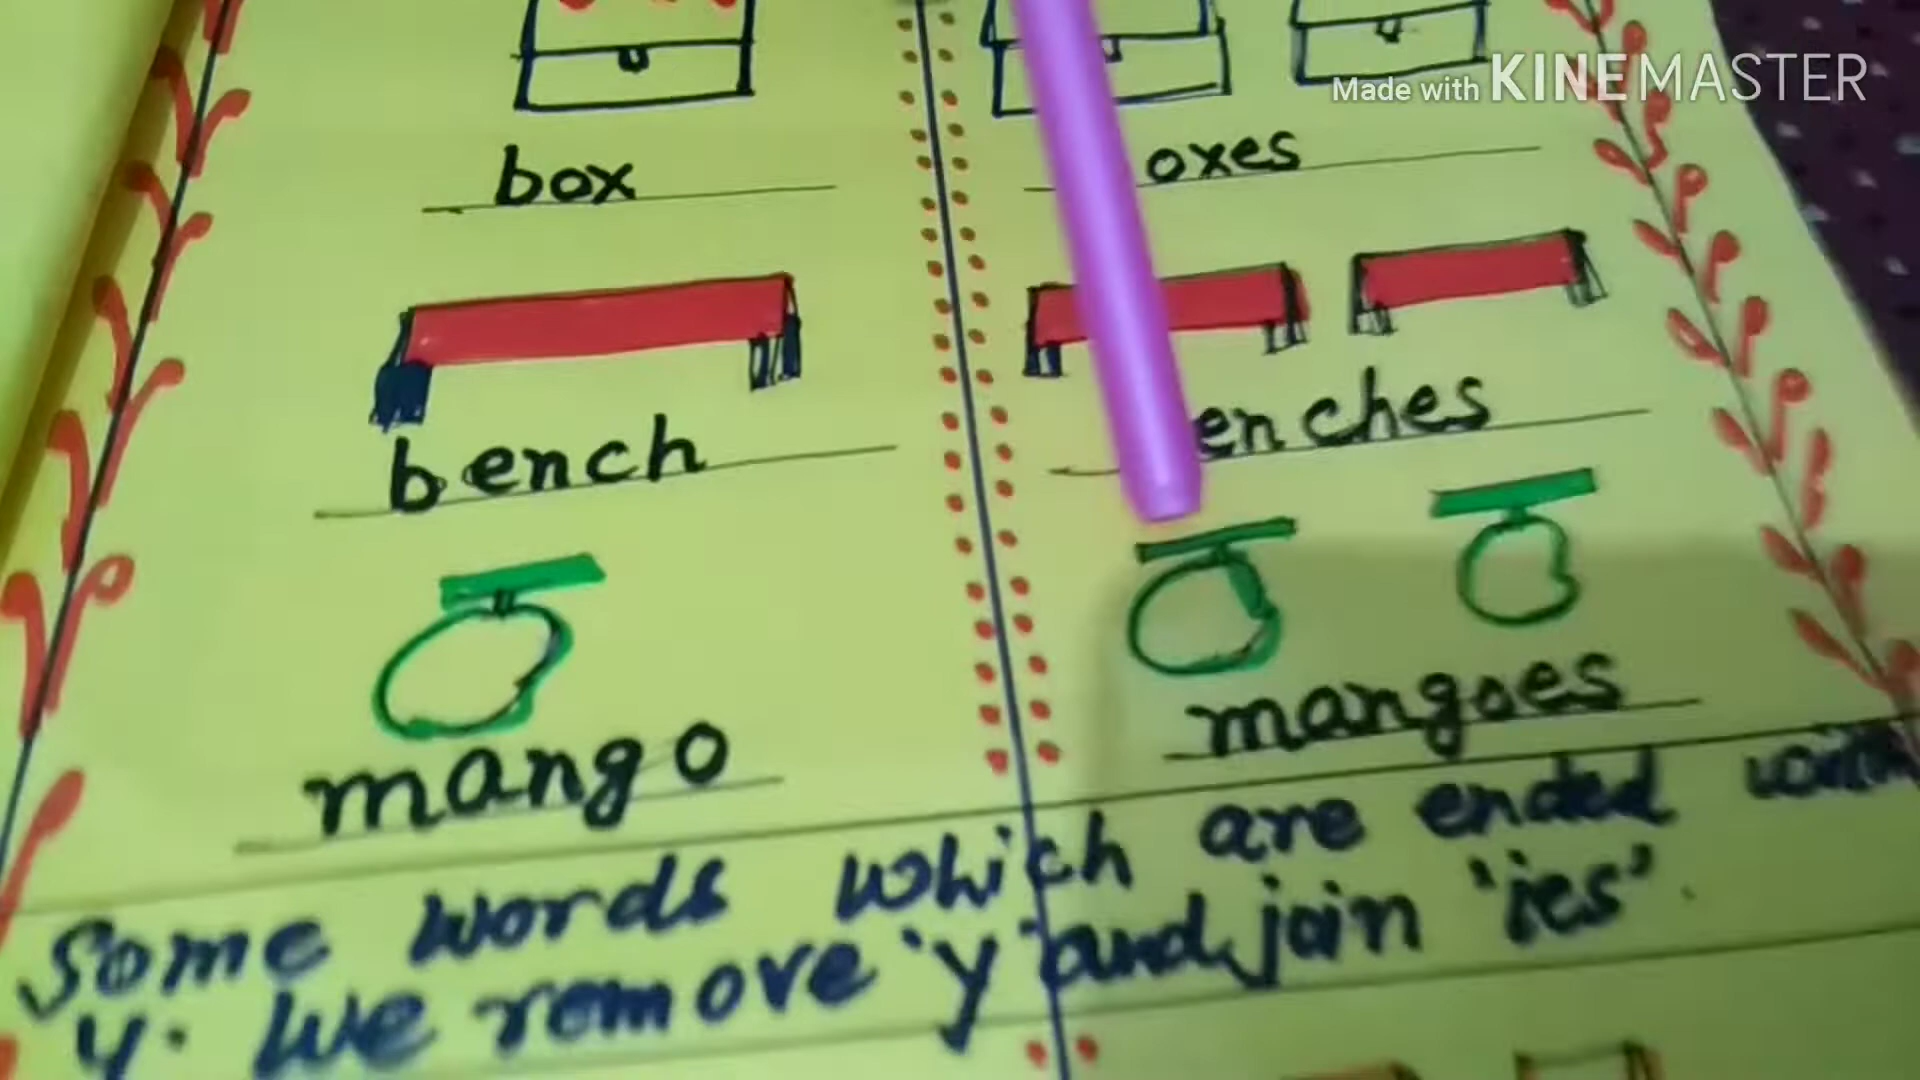 Made with KINEMASTER
box oxes
bench enches
mango mangoes
Some words which are ended with
y. We remove 'y' and join 'ies'.